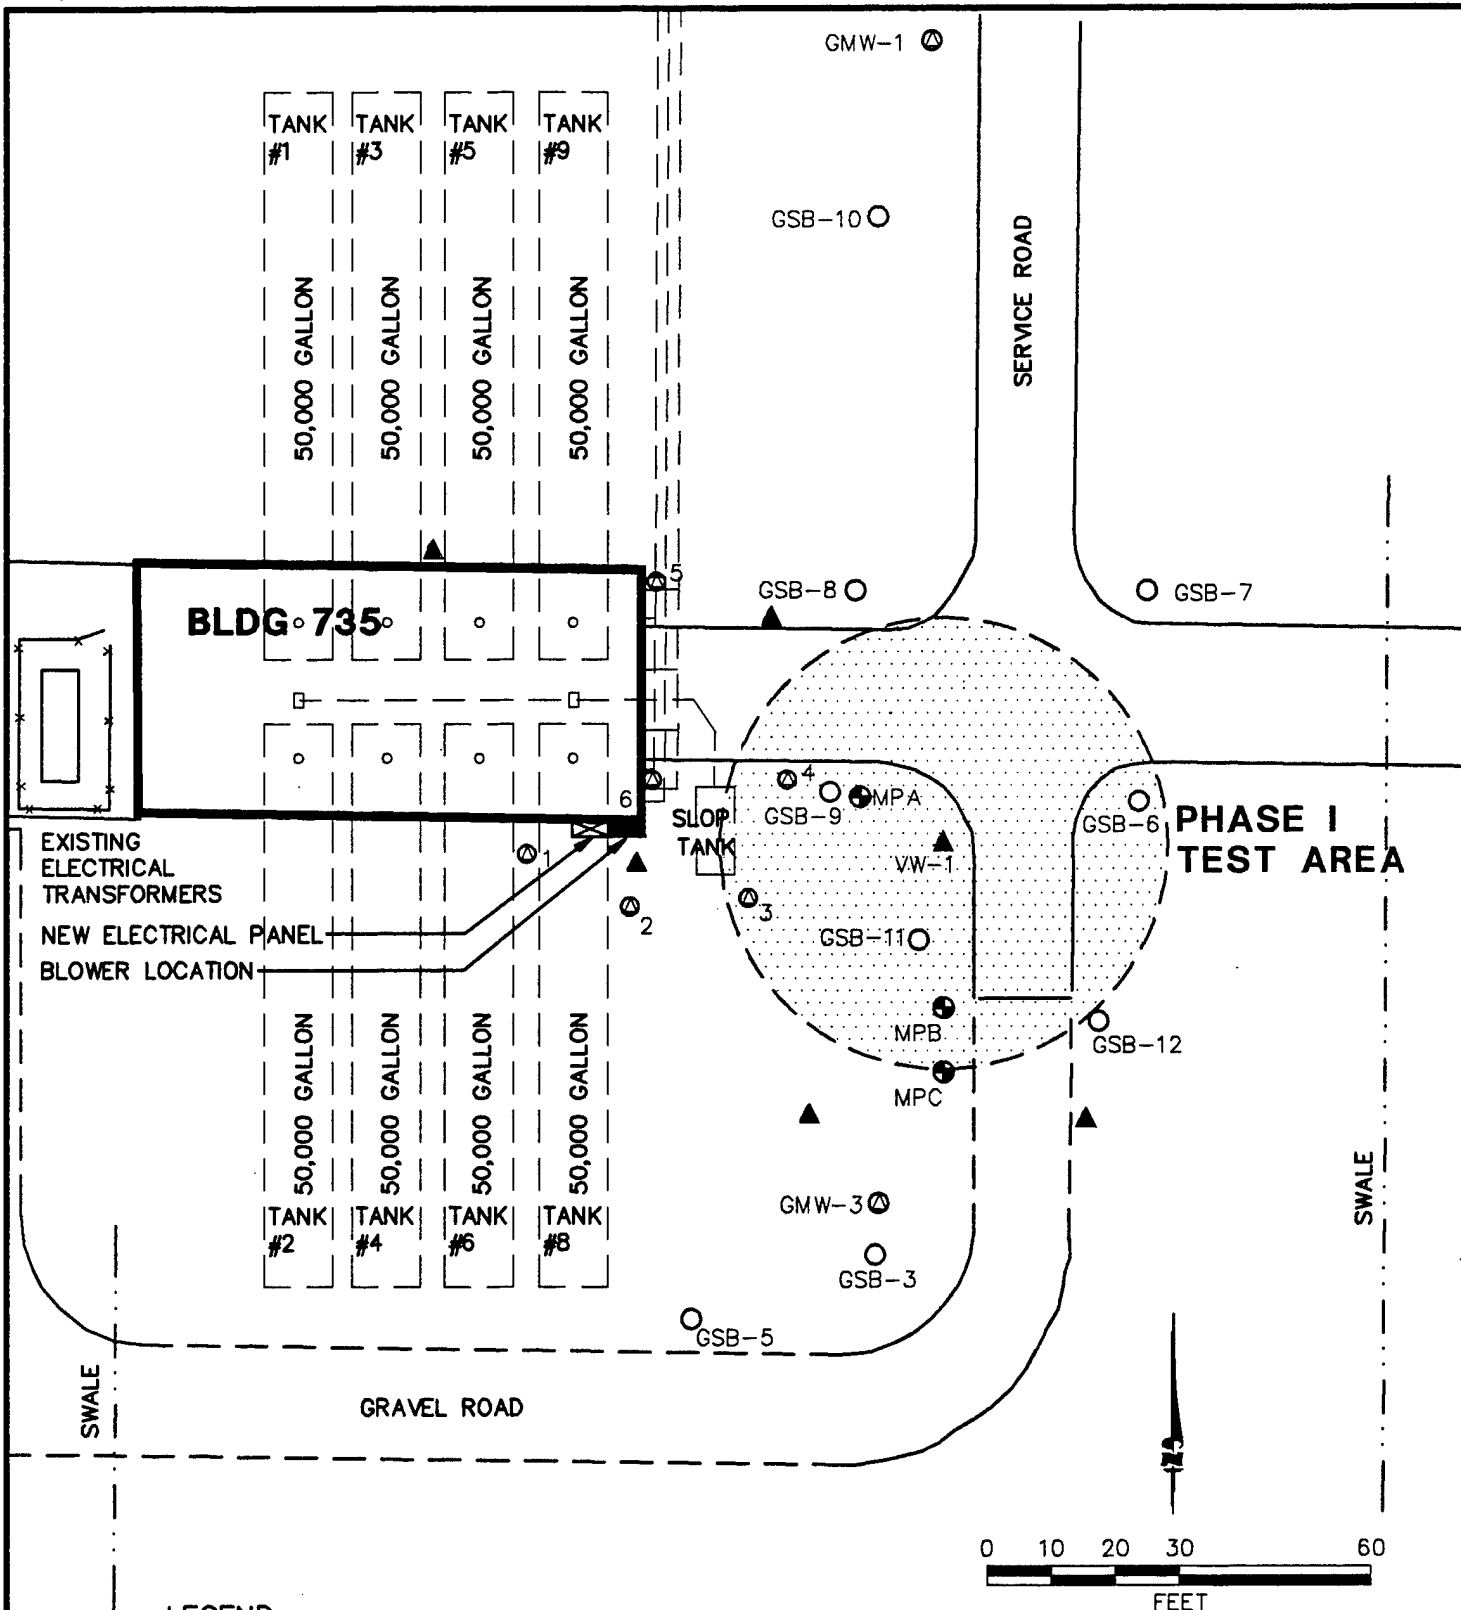 GMW-1
TANK #1
TANK #3
TANK #5
TANK #9
GSB-10
SERVICE ROAD
50,000 GALLON
50,000 GALLON
50,000 GALLON
50,000 GALLON
5
GSB-8
GSB-7
BLDG 735
4
MPA
GSB-9
6
SLOP
TANK
GSB-6
PHASE I
TEST AREA
VW-1
EXISTING
ELECTRICAL
TRANSFORMERS
1
2
3
NEW ELECTRICAL PANEL
GSB-11
BLOWER LOCATION
MPB
GSB-12
MPC
50,000 GALLON
50,000 GALLON
50,000 GALLON
50,000 GALLON
SWALE
GMW-3
TANK #2
TANK #4
TANK #6
TANK #8
GSB-3
GSB-5
SWALE
GRAVEL ROAD
N
0 10 20 30 60
FEET
LEGEND